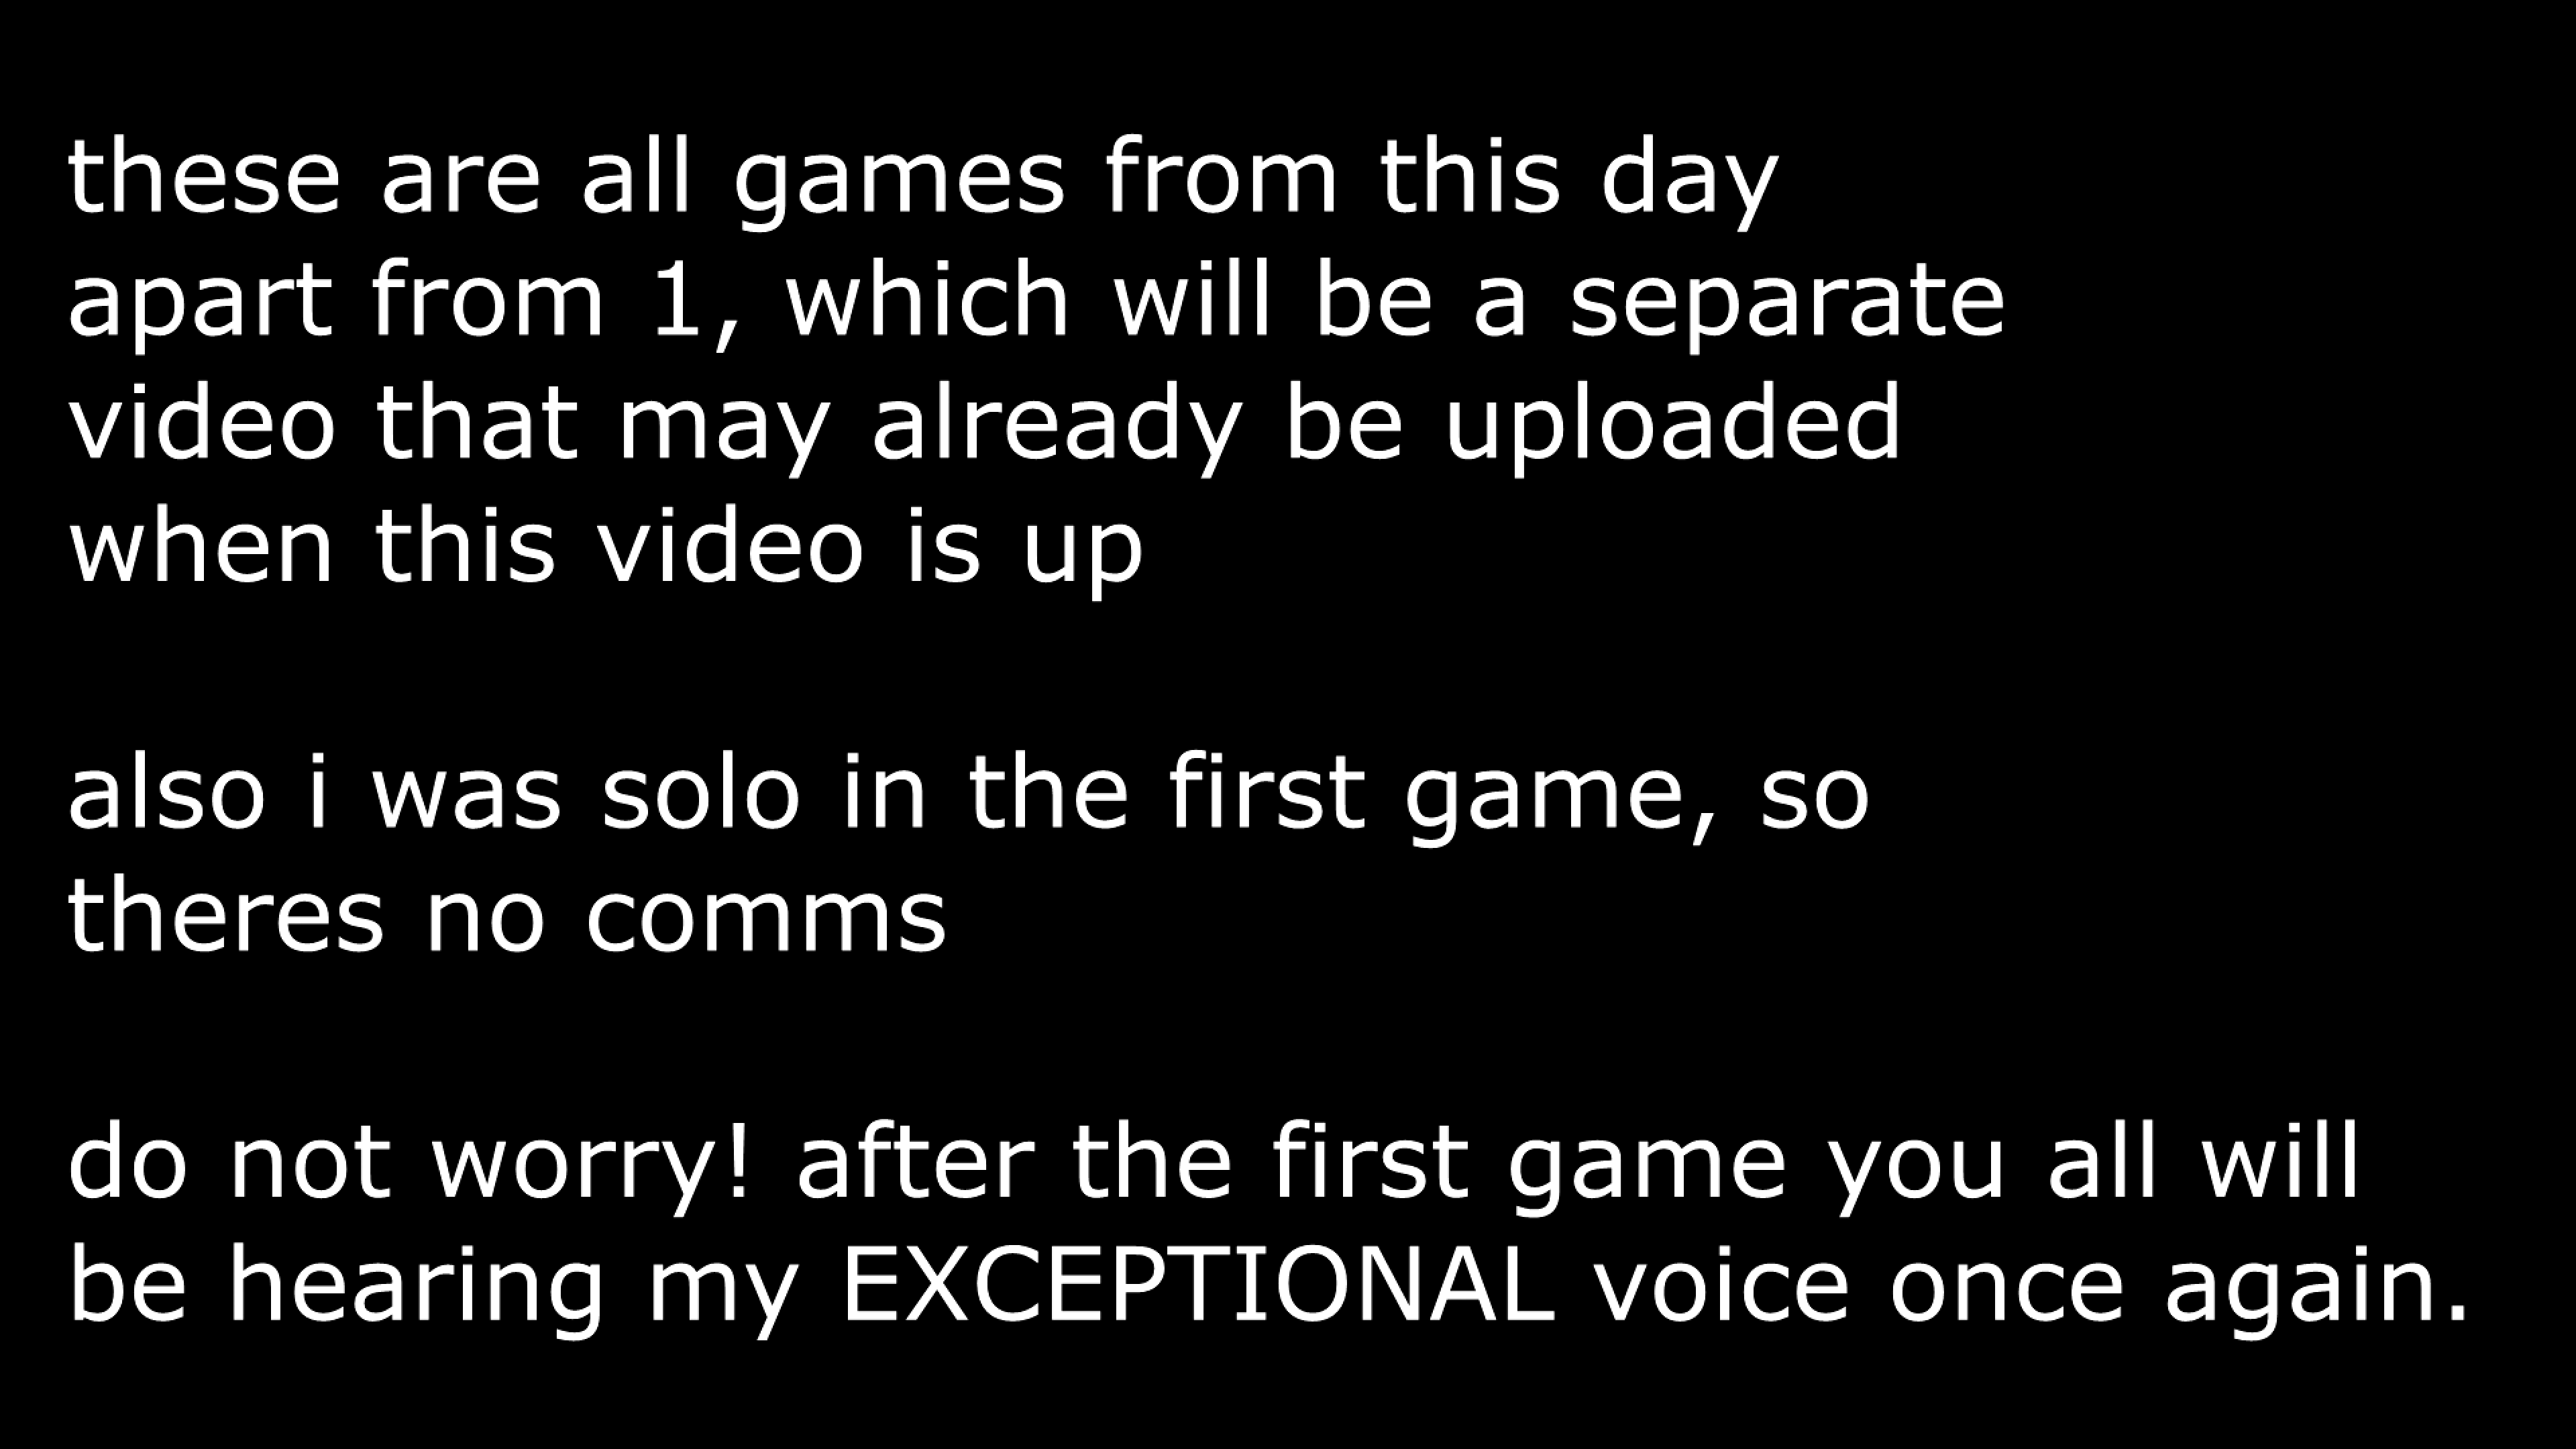 these are all games from this day
apart from 1, which will be a separate
video that may already be uploaded
when this video is up
also i was solo in the first game, so
theres no comms
do not worry! after the first game you all will
be hearing my EXCEPTIONAL voice once again.